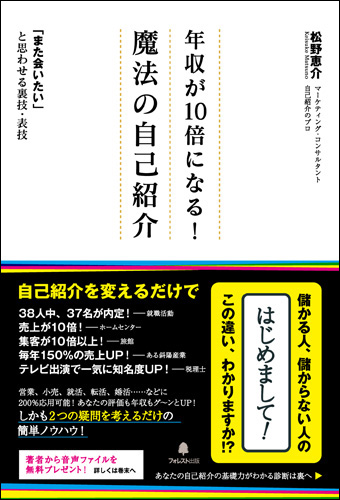 松野恵介
Keisuke Matsuno
マーケティング・コンサルタント
自己紹介のプロ
年収が10倍になる!
魔法の自己紹介
「また会いたい」
と思わせる裏技・表技
儲かる人、儲からない人の
はじめまして!
この違い、わかりますか!?
自己紹介を変えるだけで
38人中、37名が内定!──就職活動
売上が10倍!──ホームセンター
集客が10倍以上!──旅館
毎年150%の売上UP!──ある斜陽産業
テレビ出演で一気に知名度UP!──税理士
営業、小売、就活、転活、婚活……などに
200%応用可能!あなたの評価も年収もグーンとUP!
しかも2つの疑問を考えるだけの
簡単ノウハウ!
著者から音声ファイルを
無料プレゼント! 詳しくは巻末へ
フォレスト出版
あなたの自己紹介の基礎力がわかる診断は裏へ